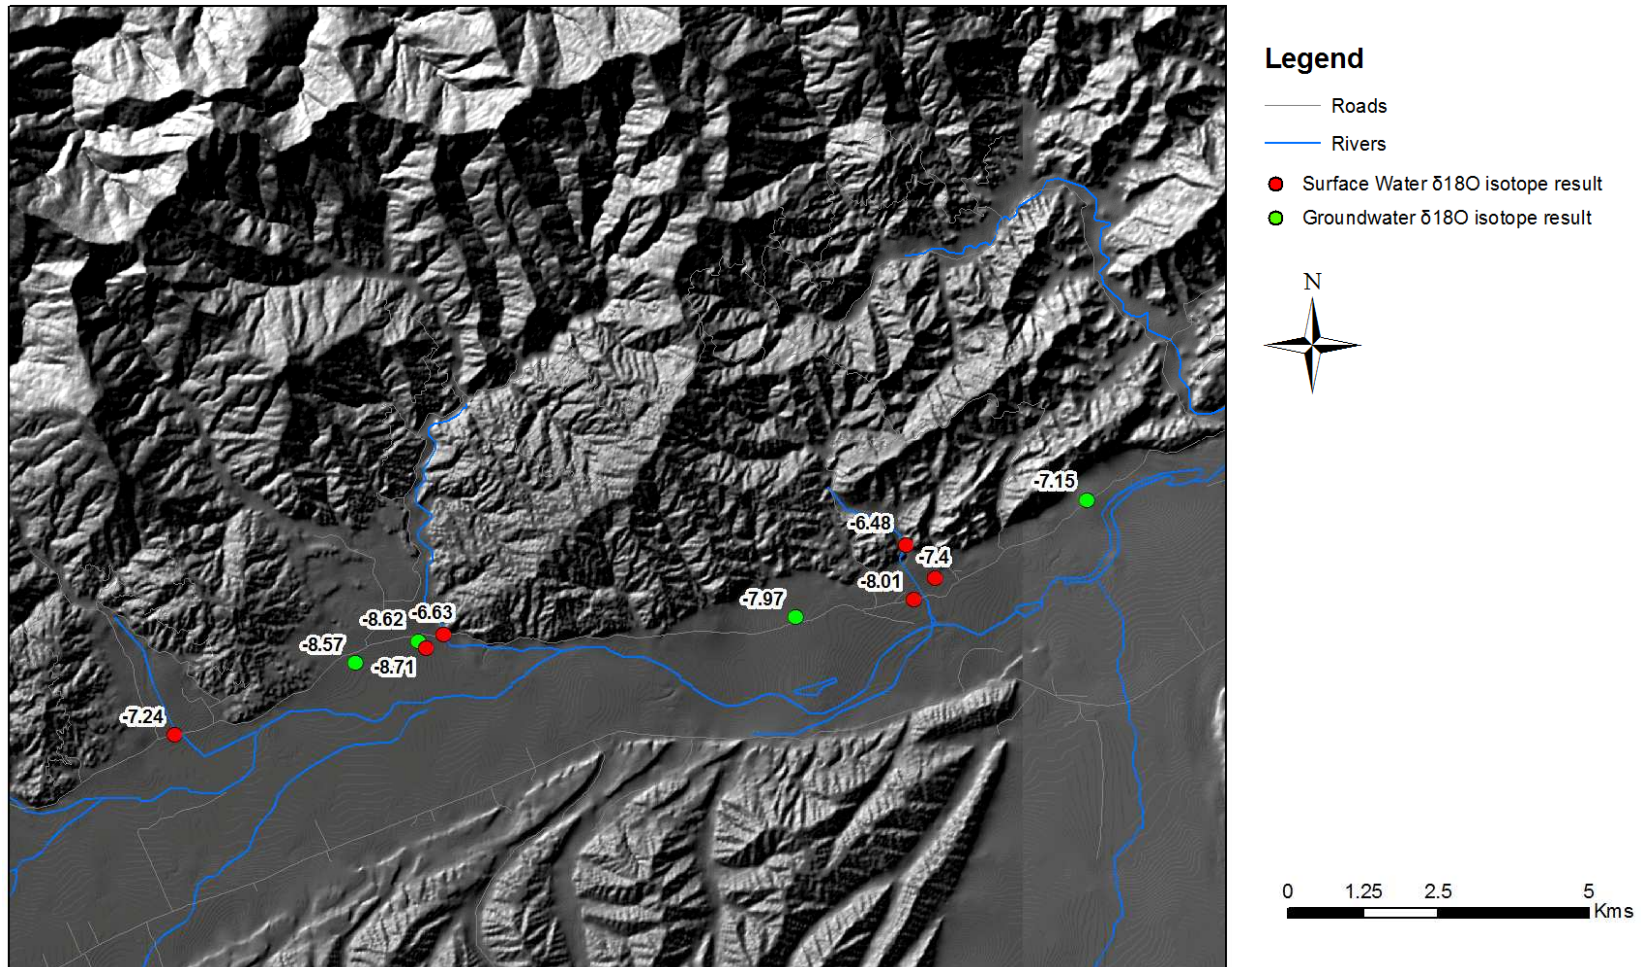 Legend
Roads
Rivers
Surface Water δ18O isotope result
Groundwater δ18O isotope result
N
-7.15
-6.48
-7.4
-8.01
-7.97
-8.62
-6.63
-8.57
-8.71
-7.24
0 1.25 2.5 5
Kms